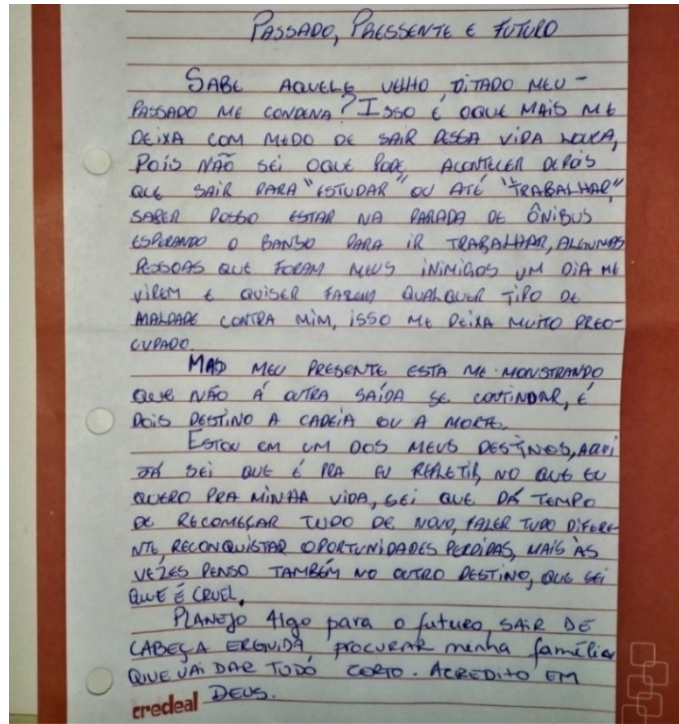 PASSADO, PRESSENTE E FUTURO
SABE AQUELE VELHO DITADO MEU -
PASSADO ME CONDENA? ISSO É OQUE MAIS ME
DEIXA COM MEDO DE SAIR DESSA VIDA LOUCA,
POIS NÃO SEI OQUE PODE ACONTECER DEPOIS
QUE SAIR PARA "ESTUDAR" OU ATÉ "TRABALHAR",
SABER POSSO ESTAR NA PARADA DE ÔNIBUS
ESPERANDO O BANSO PARA IR TRABALHAR, ALGUMAS
PESSOAS QUE FORAM MEUS INIMIGOS UM DIA ME
VIREM E QUISER FAZEM QUALQUER TIPO DE
MALDADE CONTRA MIM, ISSO ME DEIXA MUITO PREO-
CUPADO.
MAS MEU PRESENTE ESTA ME MONSTRANDO
QUE NÃO Á OUTRA SAÍDA SE CONTINUAR, É
DOIS DESTINO A CADEIA OU A MORTE.
ESTOU EM UM DOS MEUS DESTINOS, AQUI
JÁ SEI QUE É PRA EU REFLETIR, NO QUE EU
QUERO PRA MINHA VIDA, SEI QUE DÁ TEMPO
DE RECOMEÇAR TUDO DE NOVO, FAZER TUDO DIFERE-
NTE, RECONQUISTAR OPORTUNIDADES PERDIDAS, MAIS ÀS
VEZES PENSO TAMBÉM NO OUTRO DESTINO, QUE SEI
QUE É CRUEL.
PLANEJO Algo para o futuro, SAIR DE
CABEÇA ERGUIDA, PROCURAR minha família
QUE VAI DAR TUDO CERTO. ACREDITO EM
DEUS.
credeal